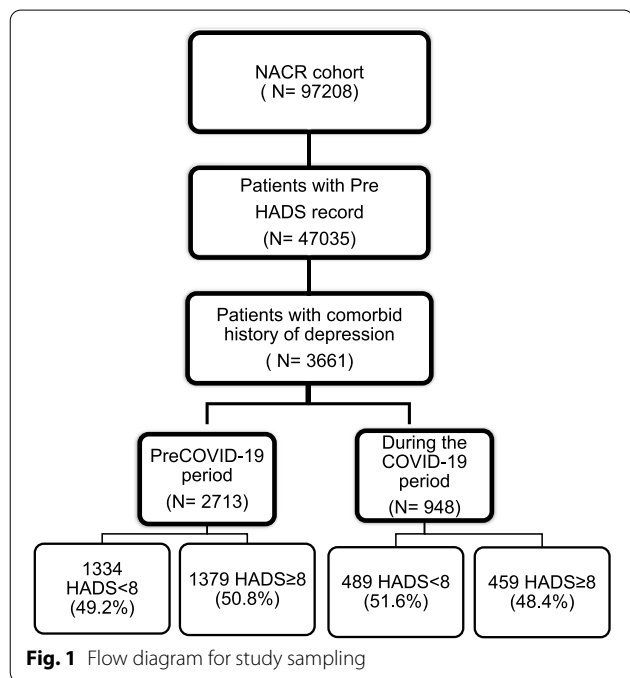 NACR cohort
( N= 97208)
Patients with Pre
HADS record
(N= 47035)
Patients with comorbid
history of depression
( N= 3661)
PreCOVID-19
period
(N= 2713)
During the
COVID-19
period
(N= 948)
1334
HADS<8
(49.2%)
1379 HADS≥8
(50.8%)
489 HADS<8
(51.6%)
459 HADS≥8
(48.4%)
Fig. 1 Flow diagram for study sampling